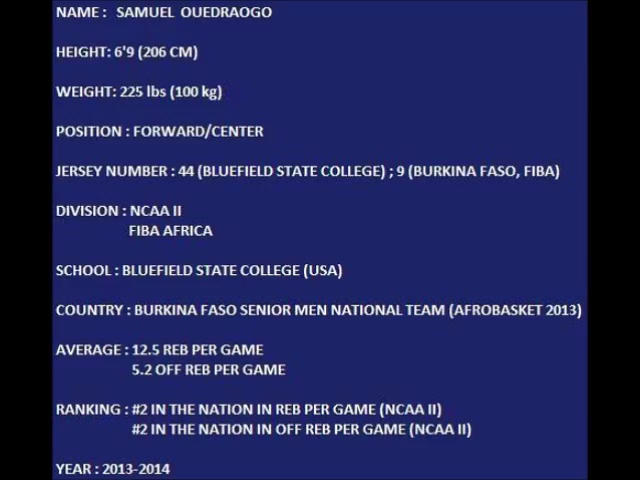 NAME : SAMUEL OUEDRAOGO
HEIGHT: 6'9 (206 CM)
WEIGHT: 225 lbs (100 kg)
POSITION : FORWARD/CENTER
JERSEY NUMBER : 44 (BLUEFIELD STATE COLLEGE) ; 9 (BURKINA FASO, FIBA)
DIVISION : NCAA II
FIBA AFRICA
SCHOOL : BLUEFIELD STATE COLLEGE (USA)
COUNTRY : BURKINA FASO SENIOR MEN NATIONAL TEAM (AFROBASKET 2013)
AVERAGE : 12.5 REB PER GAME
5.2 OFF REB PER GAME
RANKING : #2 IN THE NATION IN REB PER GAME (NCAA II)
#2 IN THE NATION IN OFF REB PER GAME (NCAA II)
YEAR : 2013-2014